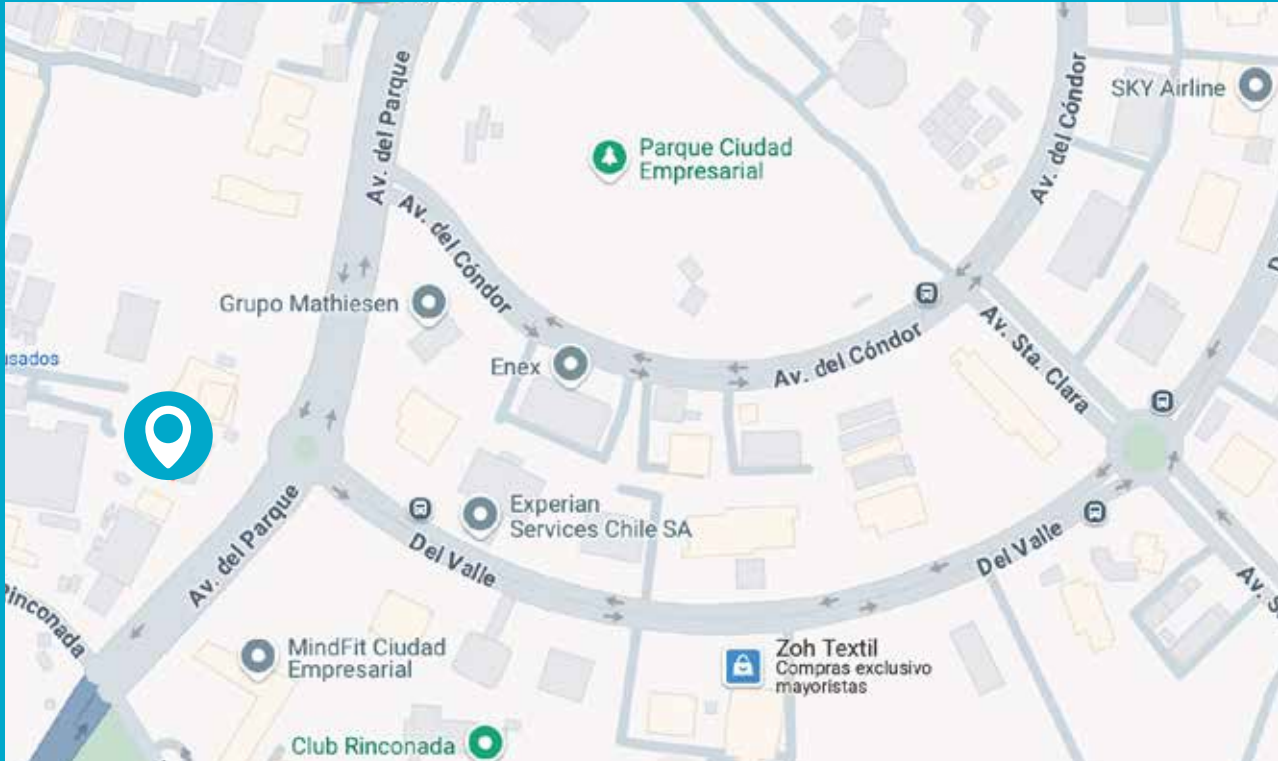 Av. del Parque
Av. del Cóndor
SKY Airline
Parque Ciudad
Empresarial
Av. del Cóndor
Grupo Mathiesen
Av. Sta. Clara
Enex
Av. del Cóndor
usados
Experian
Services Chile SA
Av. del Parque
Del Valle
Del Valle
Rinconada
MindFit Ciudad
Empresarial
Zoh Textil
Compras exclusivo
mayoristas
Club Rinconada
Av. S